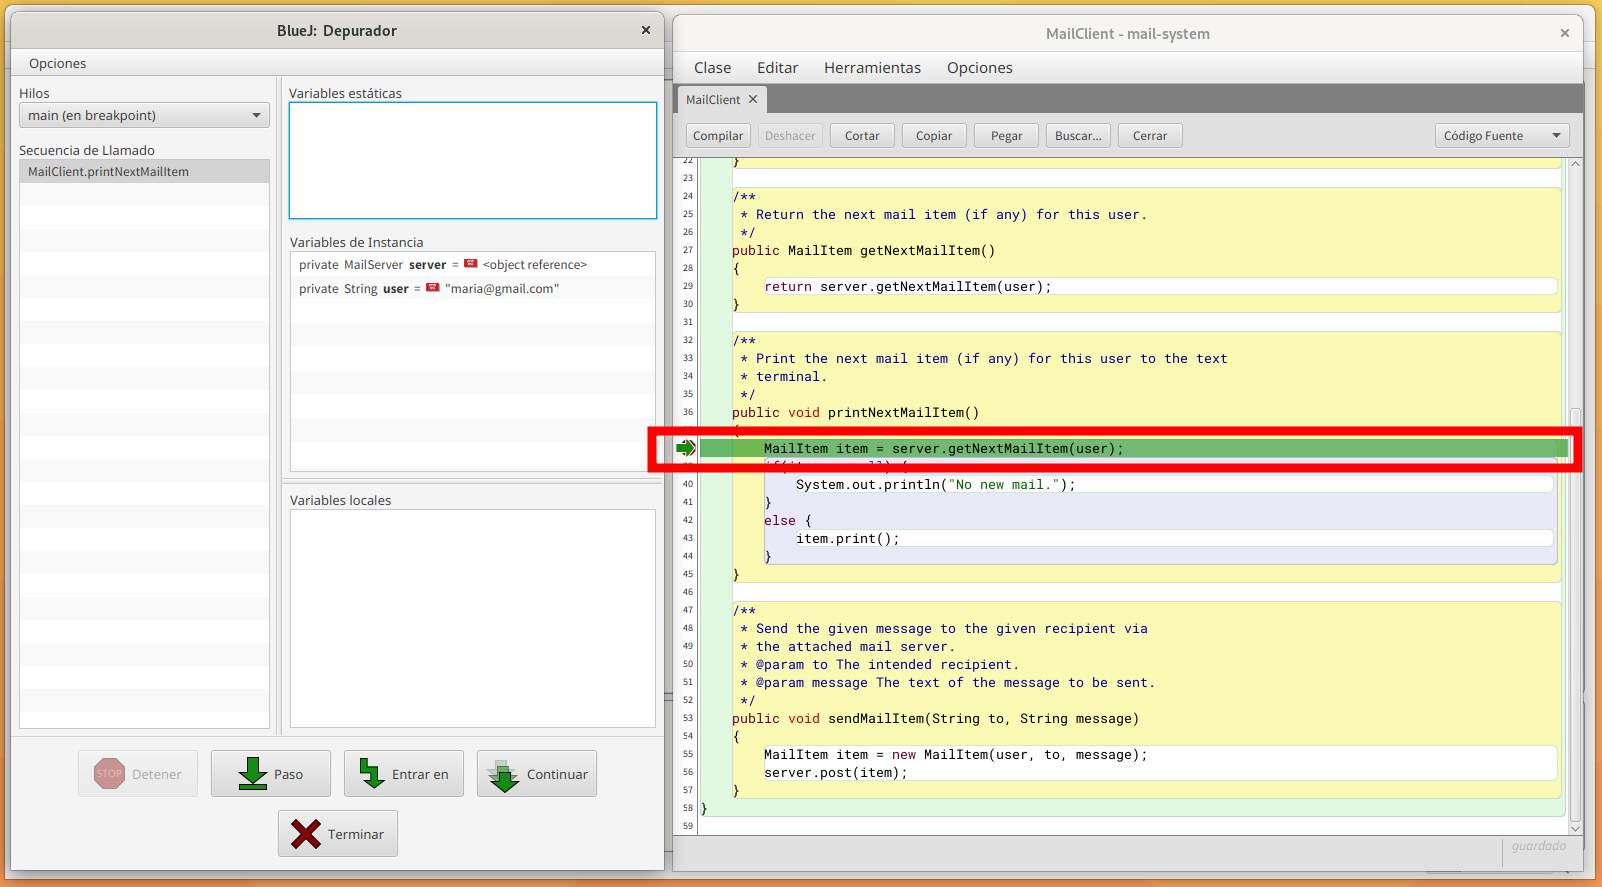 BlueJ: Depurador
Opciones
Hilos
main (en breakpoint)
Secuencia de Llamado
MailClient.printNextMailItem
Variables estáticas
Variables de Instancia
private MailServer server = <object reference>
private String user = "maria@gmail.com"
Variables locales
STOP Detener
Paso
Entrar en
Continuar
Terminar
MailClient - mail-system
Clase Editar Herramientas Opciones
MailClient
Compilar Deshacer Cortar Copiar Pegar Buscar... Cerrar Código Fuente
22 }
23
24 /**
25 * Return the next mail item (if any) for this user.
26 */
27 public MailItem getNextMailItem()
28 {
29 return server.getNextMailItem(user);
30 }
31
32 /**
33 * Print the next mail item (if any) for this user to the text
34 * terminal.
35 */
36 public void printNextMailItem()
{
MailItem item = server.getNextMailItem(user);
40 System.out.println("No new mail.");
41 }
42 else {
43 item.print();
44 }
45 }
46
47 /**
48 * Send the given message to the given recipient via
49 * the attached mail server.
50 * @param to The intended recipient.
51 * @param message The text of the message to be sent.
52 */
53 public void sendMailItem(String to, String message)
54 {
55 MailItem item = new MailItem(user, to, message);
56 server.post(item);
57 }
58 }
59
guardado